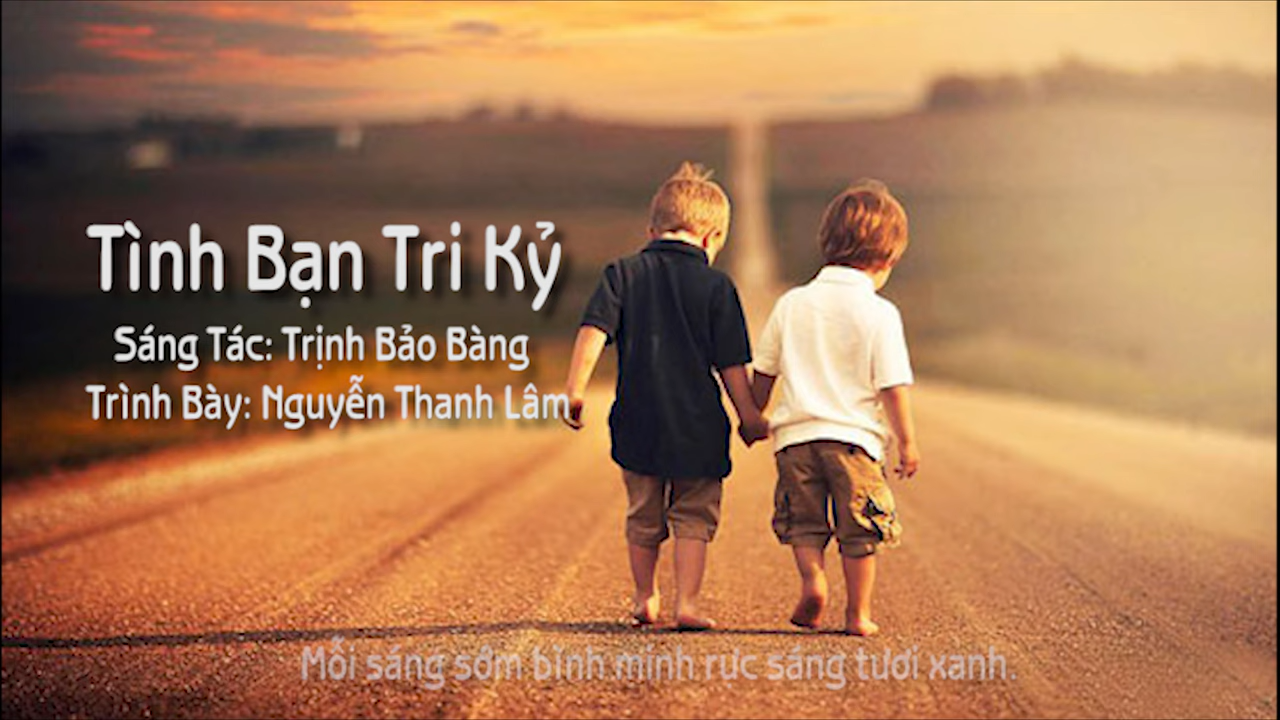 Tình Bạn Tri Kỷ
Sáng Tác: Trịnh Bảo Bàng
Trình Bày: Nguyễn Thanh Lâm
Mỗi sáng sớm bình minh rực sáng tươi xanh.